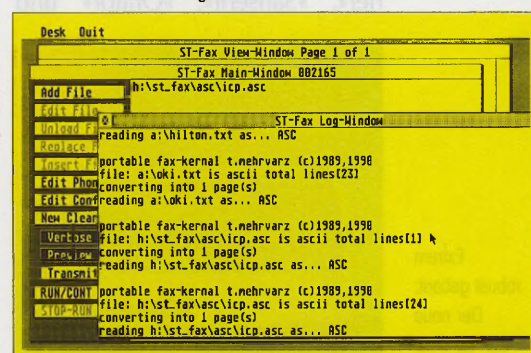 Desk Quit
ST-Fax View-Window Page 1 of 1
ST-Fax Main-Window 002165
h:\st_fax\asc\icp.asc
Add File
Edit File
Unload F
Replace F
Insert F
Edit Phon
Edit Conf
New Clear
Verbose
Preview
Transmit
RUN/CONT
STOP-RUN
ST-Fax Log-Window
reading a:\hilton.txt as... ASC
portable fax-kernal t.mehrvarz (c)1989,1990
file: a:\oki.txt is ascii total lines[23]
converting into 1 page(s)
reading a:\oki.txt as... ASC
portable fax-kernal t.mehrvarz (c)1989,1990
file: h:\st_fax\asc\icp.asc is ascii total lines[1]
converting into 1 page(s)
reading h:\st_fax\asc\icp.asc as... ASC
portable fax-kernal t.mehrvarz (c)1989,1990
file: h:\st_fax\asc\icp.asc is ascii total lines[24]
converting into 1 page(s)
reading h:\st_fax\asc\icp.asc as... ASC